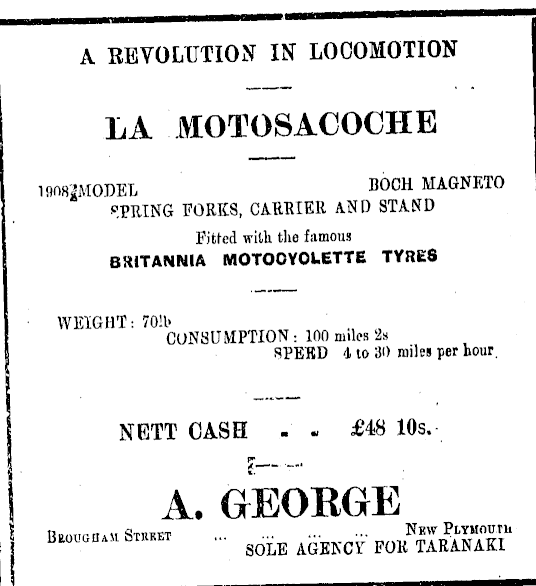 A REVOLUTION IN LOCOMOTION
LA MOTOSACOCHE
1908 MODEL BOCH MAGNETO
SPRING FORKS, CARRIER AND STAND
Fitted with the famous
BRITANNIA MOTOCYOLETTE TYRES
WEIGHT: 70lb
CONSUMPTION: 100 miles 2s
SPEED 4 to 30 miles per hour.
NETT CASH . . £48 10s.
A. GEORGE
BROUGHAM STREET ... ... ... ... NEW PLYMOUTH
SOLE AGENCY FOR TARANAKI